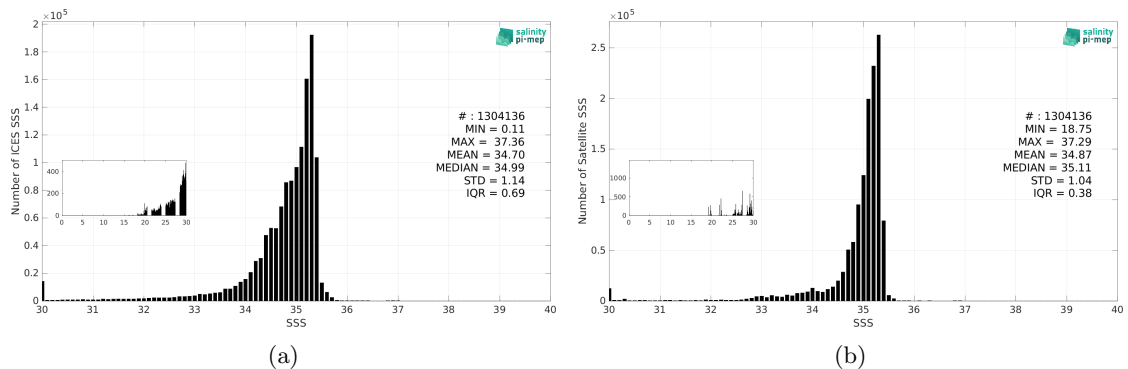 ×10^5
2
1.8
1.6
1.4
1.2
1
0.8
0.6
0.4
0.2
0
Number of ICES SSS
30 31 32 33 34 35 36 37 38 39 40
SSS
salinity
pi-mep
# : 1304136
MIN = 0.11
MAX = 37.36
MEAN = 34.70
MEDIAN = 34.99
STD = 1.14
IQR = 0.69
400
200
0
0 5 10 15 20 25 30
(a)
×10^5
2.5
2
1.5
1
0.5
0
Number of Satellite SSS
30 31 32 33 34 35 36 37 38 39 40
SSS
salinity
pi-mep
# : 1304136
MIN = 18.75
MAX = 37.29
MEAN = 34.87
MEDIAN = 35.11
STD = 1.04
IQR = 0.38
1000
500
0
0 5 10 15 20 25 30
(b)